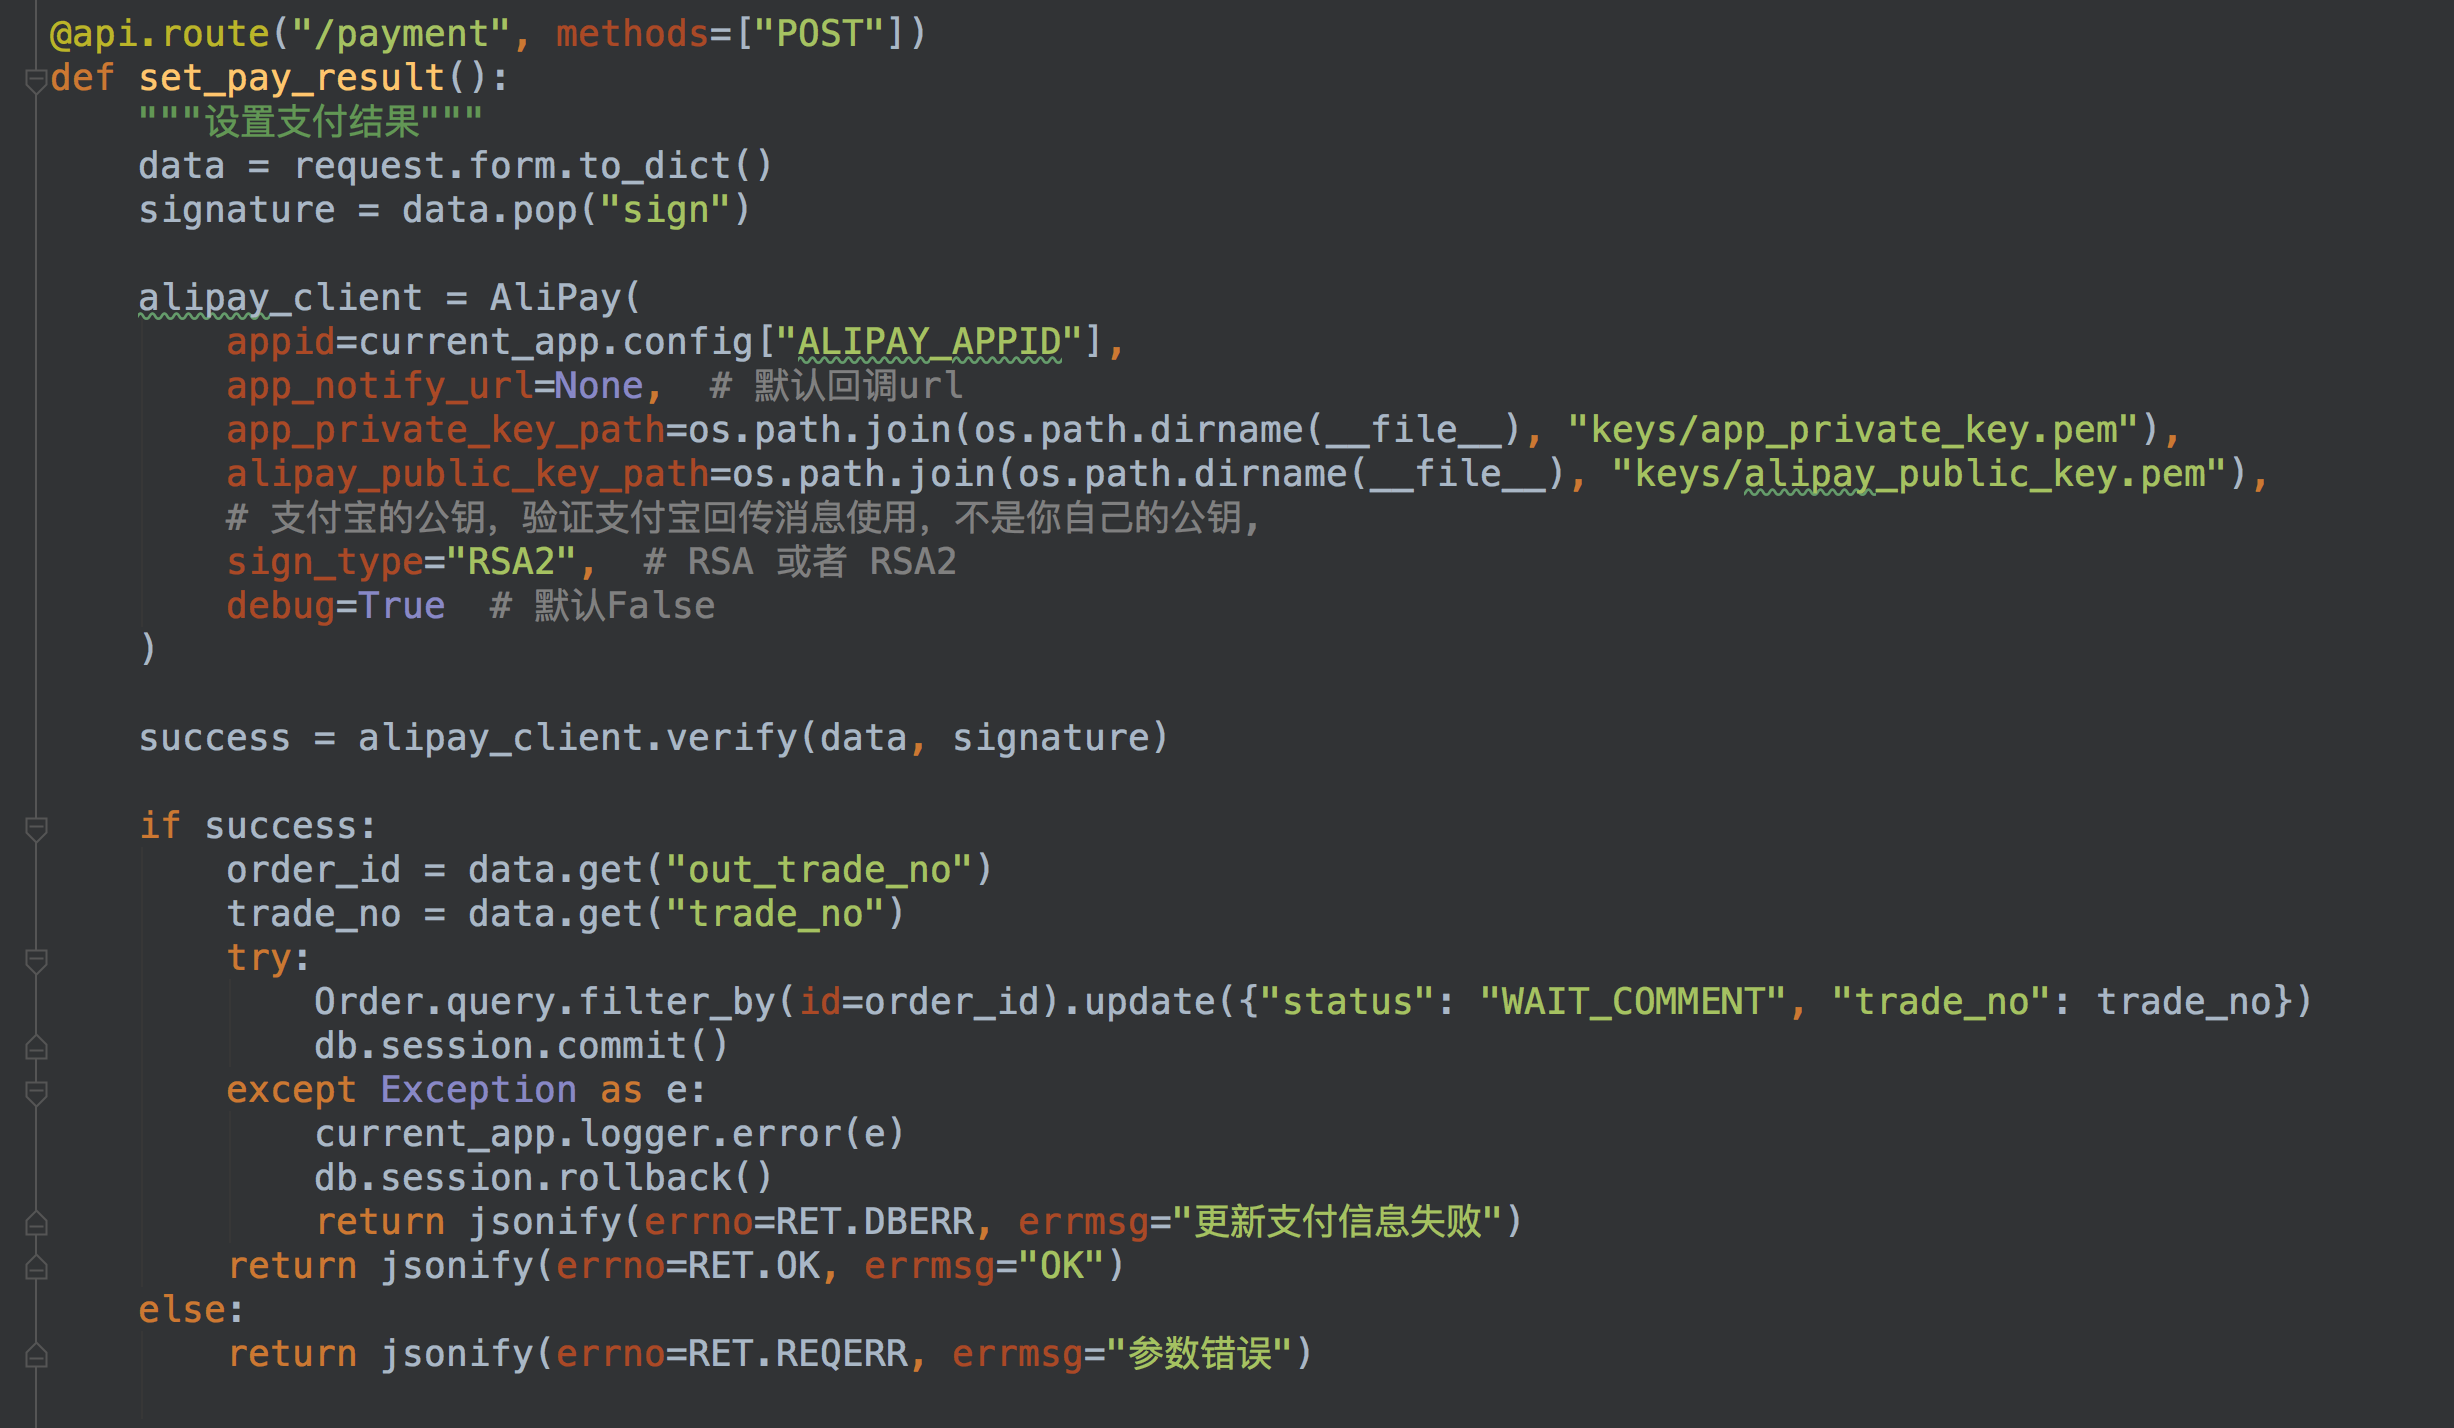 @api.route("/payment", methods=["POST"])
def set_pay_result():
    """设置支付结果"""
    data = request.form.to_dict()
    signature = data.pop("sign")

    alipay_client = AliPay(
        appid=current_app.config["ALIPAY_APPID"],
        app_notify_url=None,  # 默认回调url
        app_private_key_path=os.path.join(os.path.dirname(__file__), "keys/app_private_key.pem"),
        alipay_public_key_path=os.path.join(os.path.dirname(__file__), "keys/alipay_public_key.pem"),
        # 支付宝的公钥，验证支付宝回传消息使用，不是你自己的公钥,
        sign_type="RSA2",  # RSA 或者 RSA2
        debug=True  # 默认False
    )

    success = alipay_client.verify(data, signature)

    if success:
        order_id = data.get("out_trade_no")
        trade_no = data.get("trade_no")
        try:
            Order.query.filter_by(id=order_id).update({"status": "WAIT_COMMENT", "trade_no": trade_no})
            db.session.commit()
        except Exception as e:
            current_app.logger.error(e)
            db.session.rollback()
            return jsonify(errno=RET.DBERR, errmsg="更新支付信息失败")
        return jsonify(errno=RET.OK, errmsg="OK")
    else:
        return jsonify(errno=RET.REQERR, errmsg="参数错误")